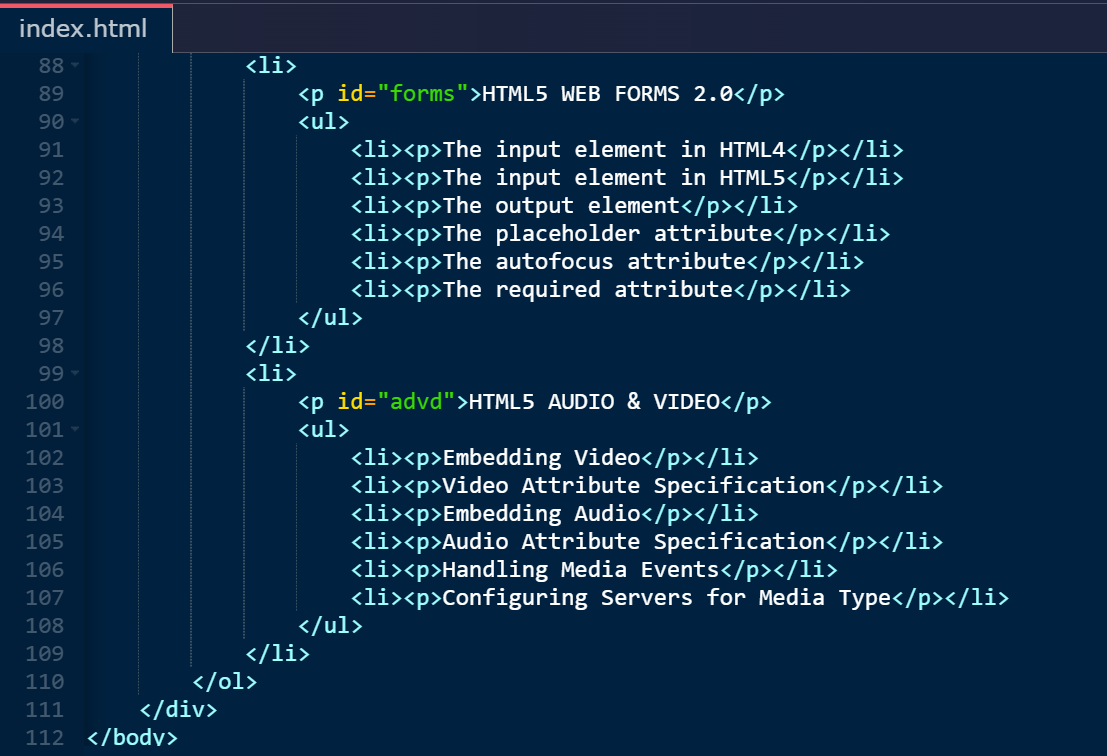 index.html
88 <li>
89 <p id="forms">HTML5 WEB FORMS 2.0</p>
90 <ul>
91 <li><p>The input element in HTML4</p></li>
92 <li><p>The input element in HTML5</p></li>
93 <li><p>The output element</p></li>
94 <li><p>The placeholder attribute</p></li>
95 <li><p>The autofocus attribute</p></li>
96 <li><p>The required attribute</p></li>
97 </ul>
98 </li>
99 <li>
100 <p id="advd">HTML5 AUDIO & VIDEO</p>
101 <ul>
102 <li><p>Embedding Video</p></li>
103 <li><p>Video Attribute Specification</p></li>
104 <li><p>Embedding Audio</p></li>
105 <li><p>Audio Attribute Specification</p></li>
106 <li><p>Handling Media Events</p></li>
107 <li><p>Configuring Servers for Media Type</p></li>
108 </ul>
109 </li>
110 </ol>
111 </div>
112 </body>